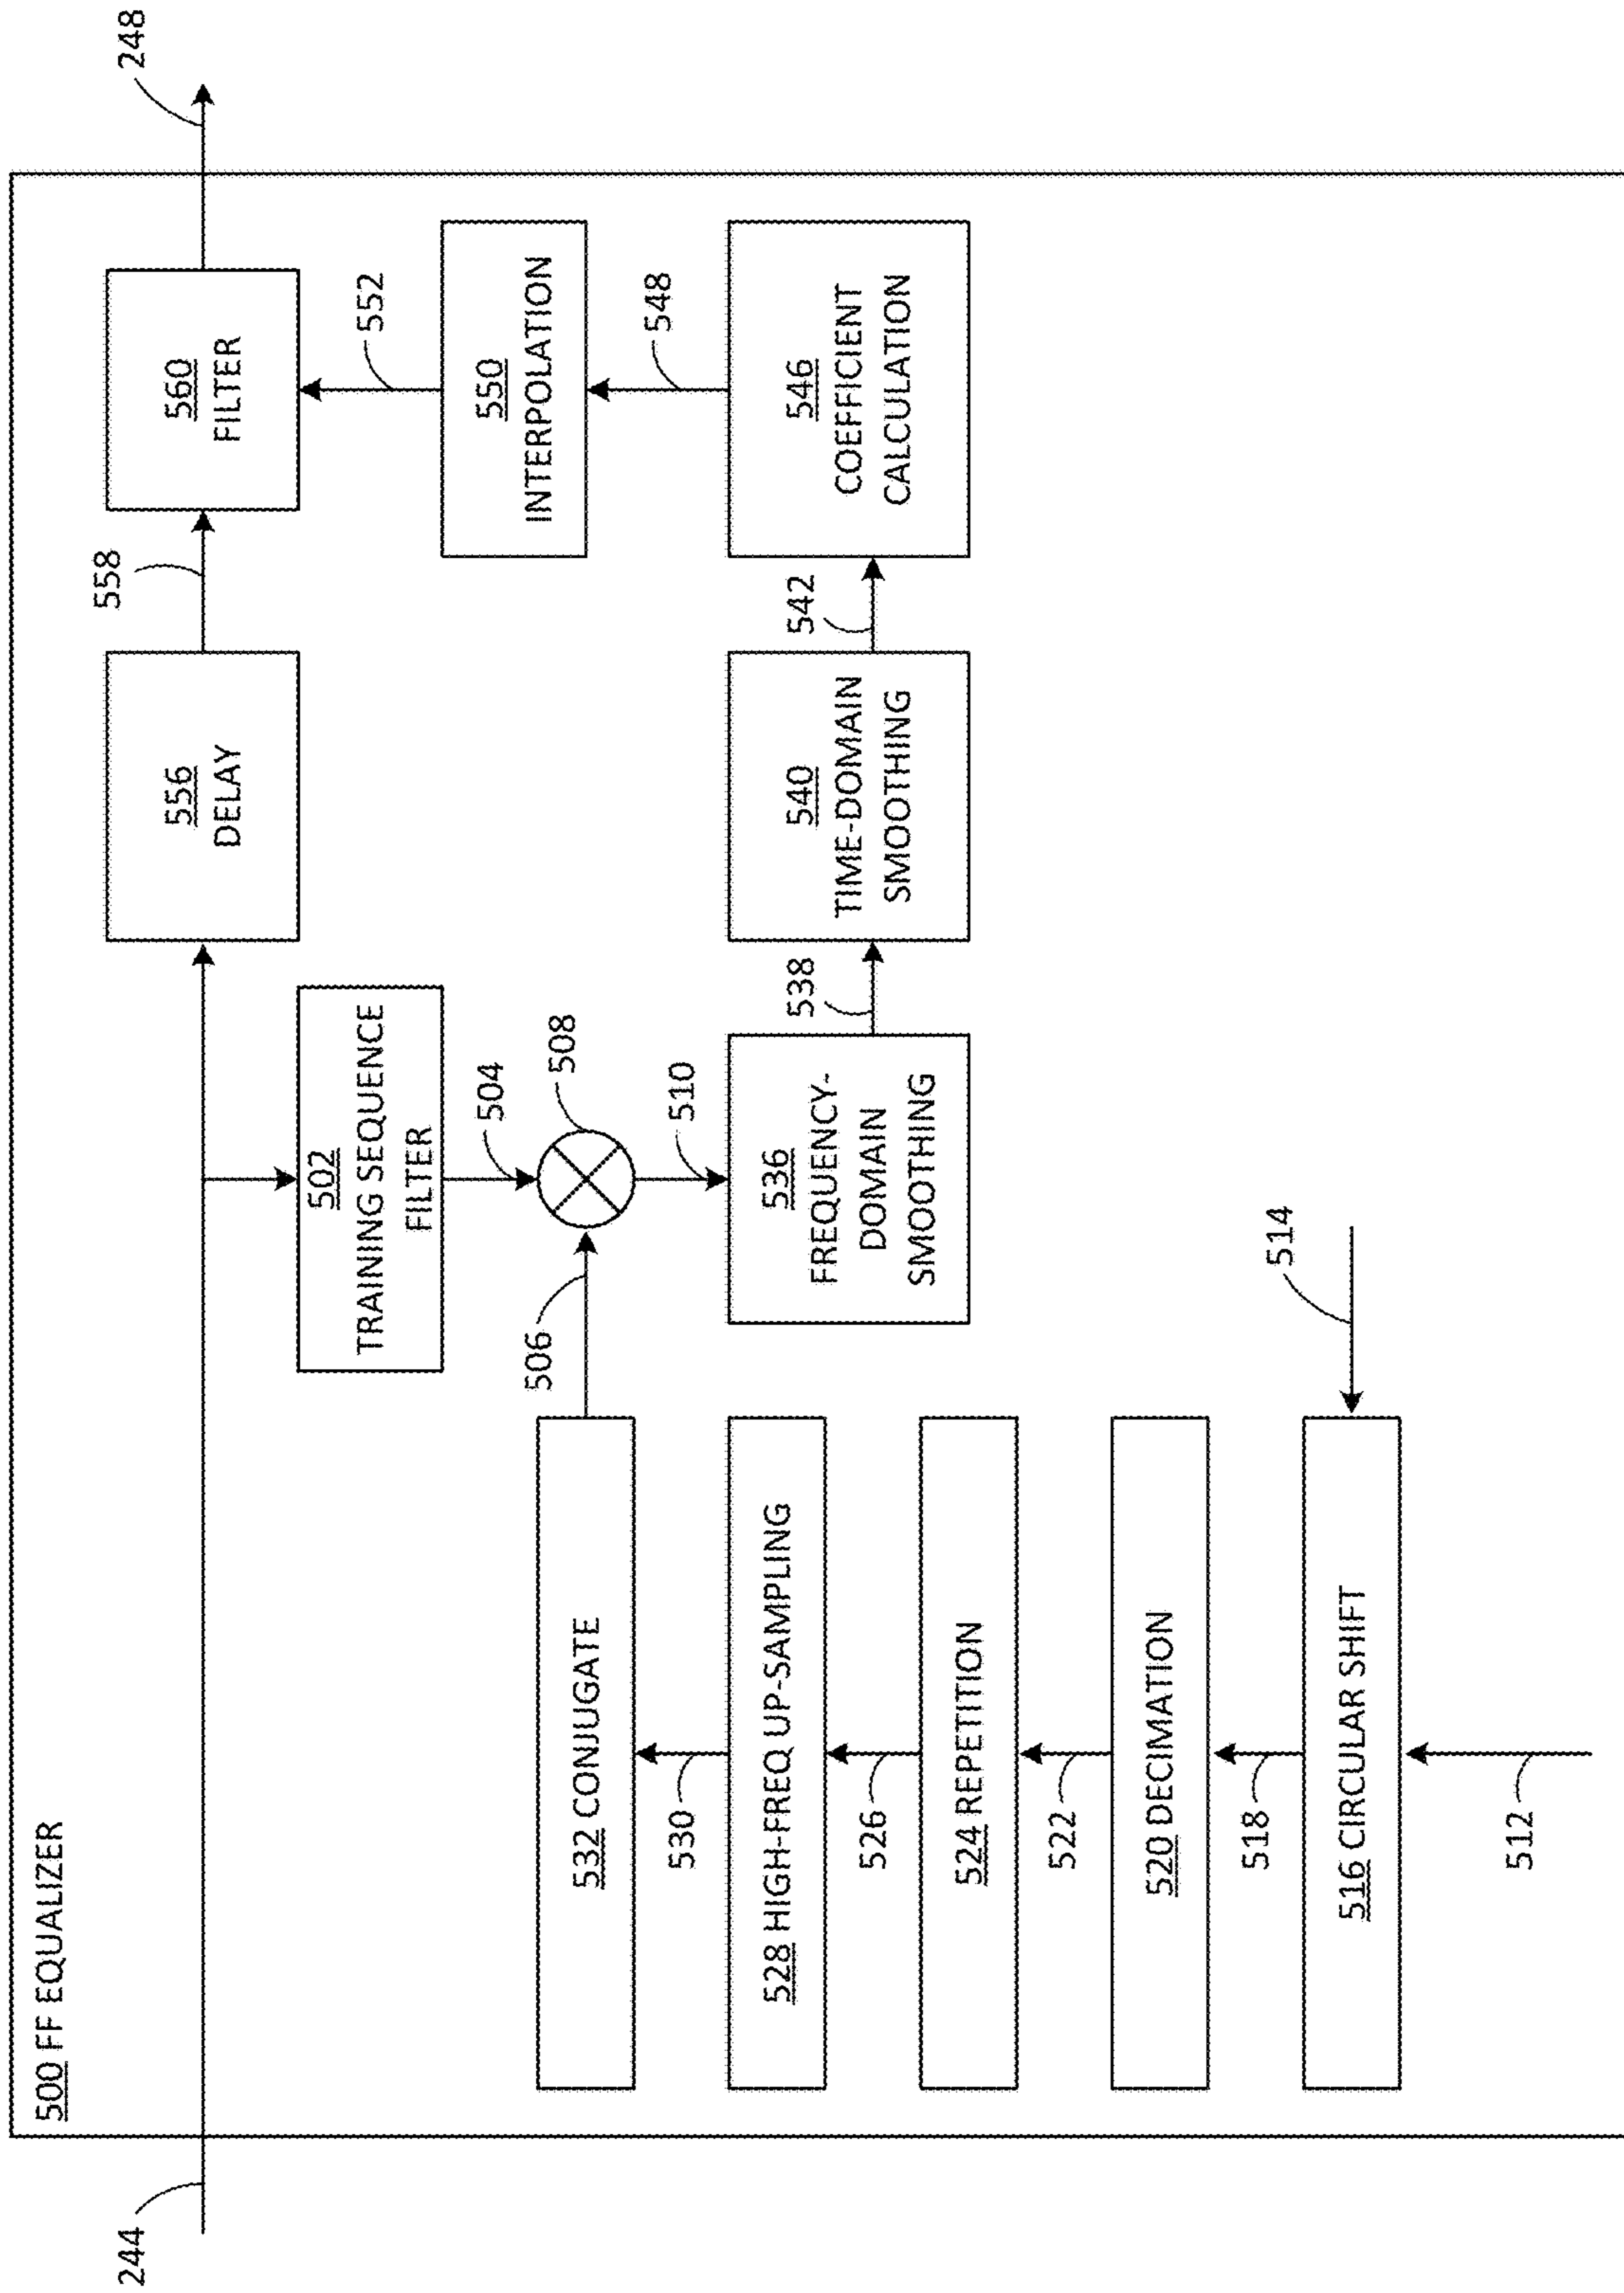 500 FF EQUALIZER
244
248
556
DELAY
558
560
FILTER
502
TRAINING SEQUENCE
FILTER
504
552
550
INTERPOLATION
532 CONJUGATE
506
508
510
548
530
528 HIGH-FREQ UP-SAMPLING
536
FREQUENCY-
DOMAIN
SMOOTHING
538
540
TIME-DOMAIN
SMOOTHING
542
546
COEFFICIENT
CALCULATION
526
524 REPETITION
522
520 DECIMATION
518
514
516 CIRCULAR SHIFT
512